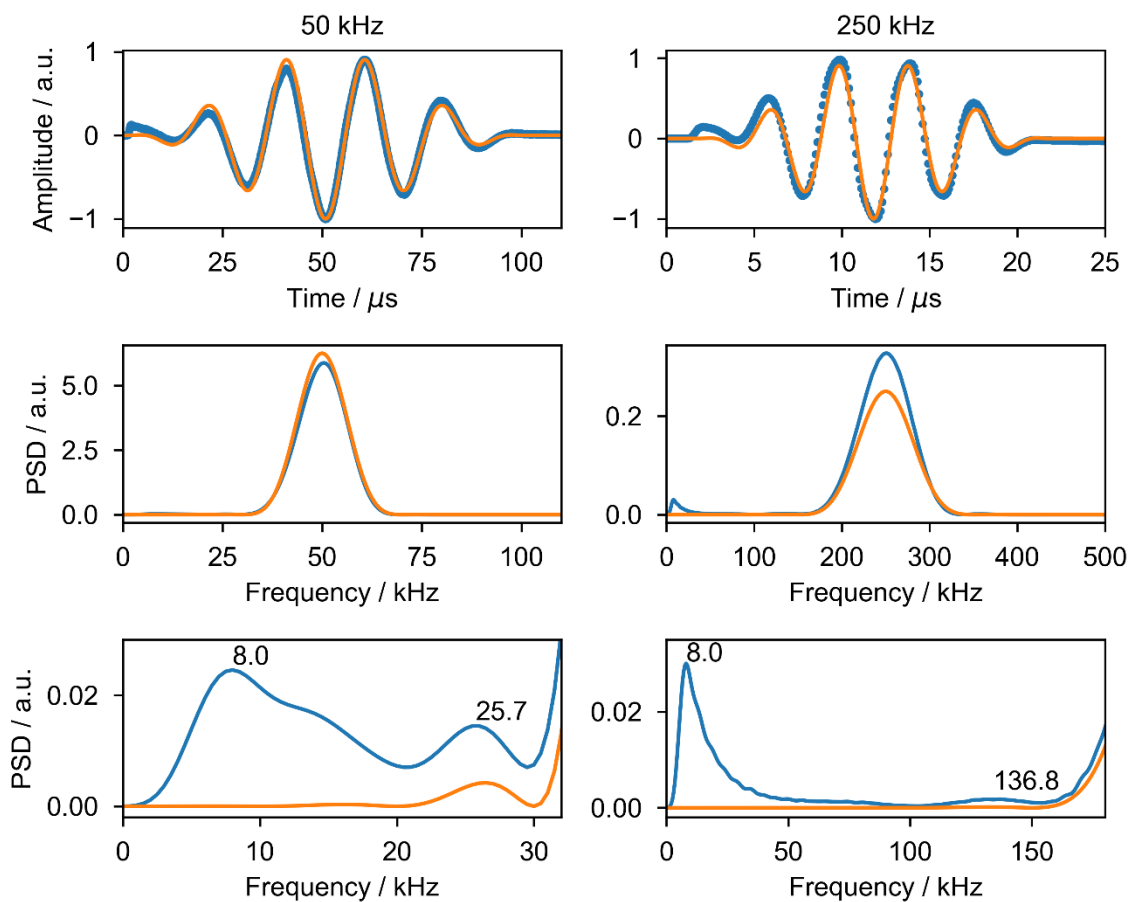 50 kHz 250 kHz
Amplitude / a.u.
1
0
−1
0 25 50 75 100
Time / μs
1
0
−1
0 5 10 15 20 25
Time / μs
PSD / a.u.
5.0
2.5
0.0
0 25 50 75 100
Frequency / kHz
0.2
0.0
0 100 200 300 400 500
Frequency / kHz
PSD / a.u.
0.02
0.00
8.0
25.7
0 10 20 30
Frequency / kHz
0.02
0.00
8.0
136.8
0 50 100 150
Frequency / kHz